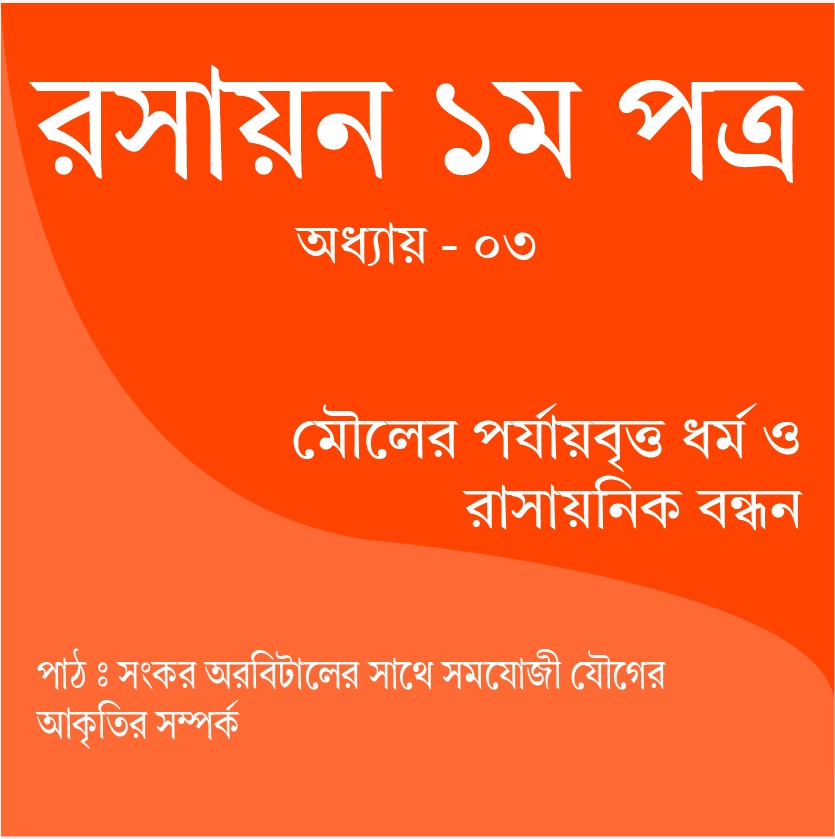 রসায়ন ১ম পত্র
অধ্যায় - ০৩
মৌলের পর্যায়বৃত্ত ধর্ম ও
রাসায়নিক বন্ধন
পাঠ ঃ সংকর অরবিটালের সাথে সমযোজী যৌগের
আকৃতির সম্পর্ক